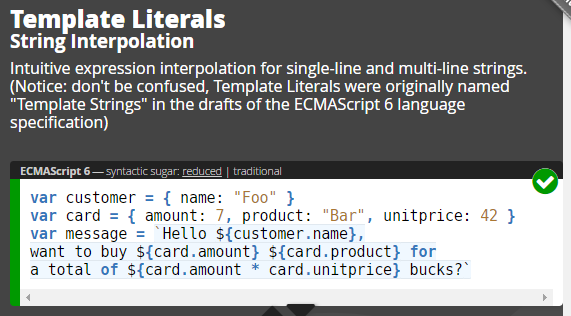 Template Literals
String Interpolation
Intuitive expression interpolation for single-line and multi-line strings.
(Notice: don't be confused, Template Literals were originally named
"Template Strings" in the drafts of the ECMAScript 6 language
specification)
ECMAScript 6 — syntactic sugar: reduced | traditional
var customer = { name: "Foo" }
var card = { amount: 7, product: "Bar", unitprice: 42 }
var message = `Hello ${customer.name},
want to buy ${card.amount} ${card.product} for
a total of ${card.amount * card.unitprice} bucks?`